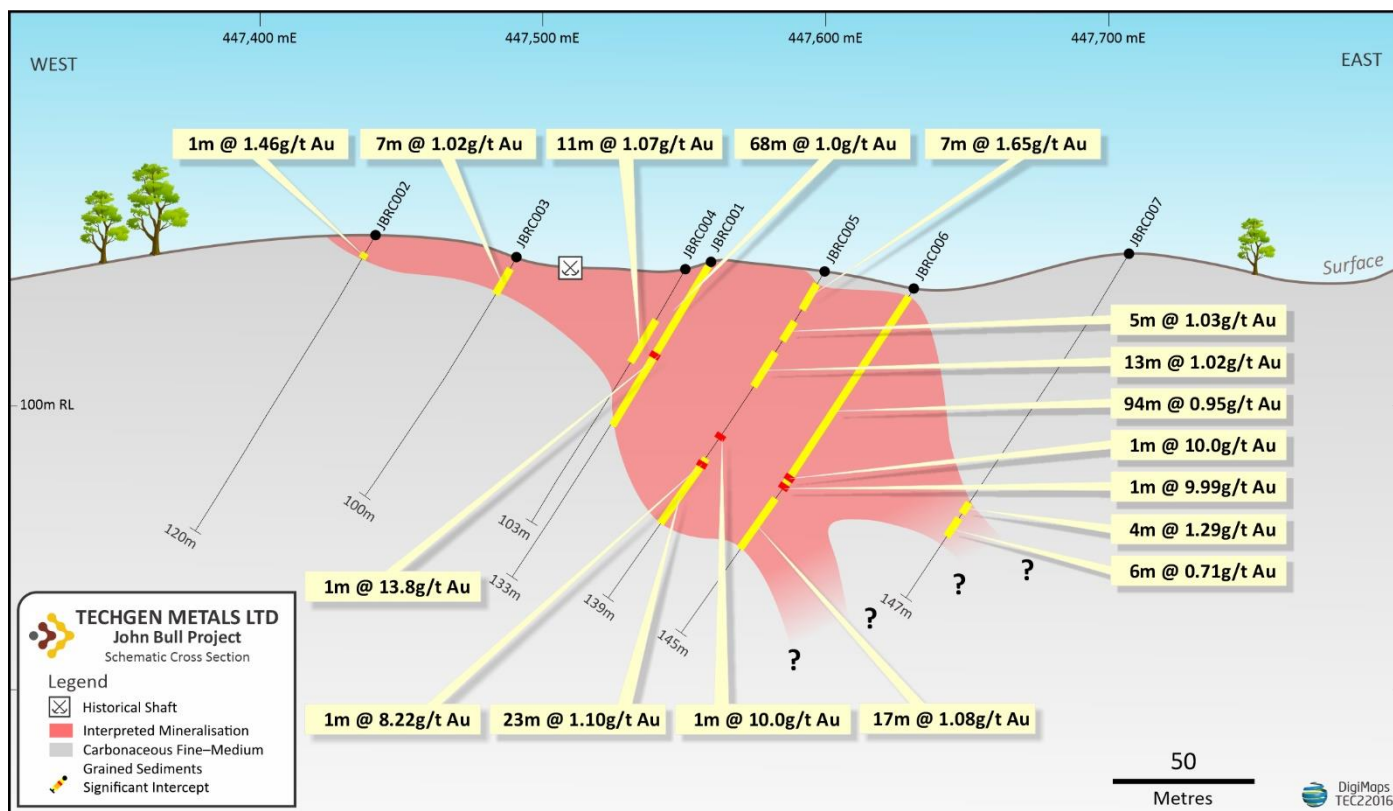 447,400 mE
447,500 mE
447,600 mE
447,700 mE
WEST
EAST
1m @ 1.46g/t Au
7m @ 1.02g/t Au
11m @ 1.07g/t Au
68m @ 1.0g/t Au
7m @ 1.65g/t Au
JBRC002
JBRC003
JBRC004
JBRC001
JBRC005
JBRC006
JBRC007
Surface
5m @ 1.03g/t Au
13m @ 1.02g/t Au
94m @ 0.95g/t Au
1m @ 10.0g/t Au
1m @ 9.99g/t Au
4m @ 1.29g/t Au
6m @ 0.71g/t Au
100m RL
120m
100m
103m
133m
139m
145m
147m
?
?
?
?
1m @ 13.8g/t Au
1m @ 8.22g/t Au
23m @ 1.10g/t Au
1m @ 10.0g/t Au
17m @ 1.08g/t Au
TECHGEN METALS LTD
John Bull Project
Schematic Cross Section
Legend
Historical Shaft
Interpreted Mineralisation
Carbonaceous Fine–Medium
Grained Sediments
Significant Intercept
50
Metres
DigiMaps
TEC22016